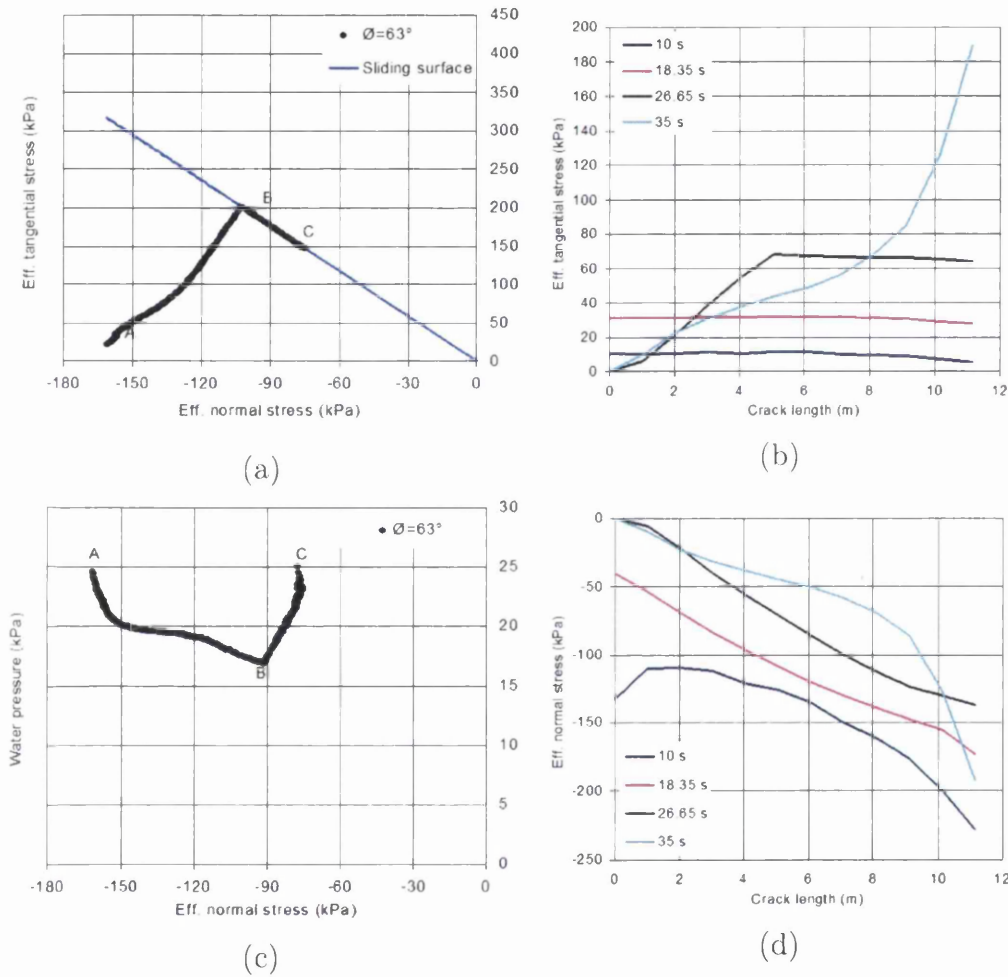 450
400
350
300
250
200
150
100
50
0
Ø=63°
Sliding surface
B
C
A
Eff. tangential stress (kPa)
-180 -150 -120 -90 -60 -30 0
Eff. normal stress (kPa)
(a)
200
180
160
140
120
100
80
60
40
20
0
10 s
18.35 s
26.65 s
35 s
Eff. tangential stress (kPa)
0 2 4 6 8 10 12
Crack length (m)
(b)
30
25
20
15
10
5
0
Ø=63°
A
C
B
Water pressure (kPa)
-180 -150 -120 -90 -60 -30 0
Eff. normal stress (kPa)
(c)
0
-50
-100
-150
-200
-250
Eff. normal stress (kPa)
10 s
18.35 s
26.65 s
35 s
0 2 4 6 8 10 12
Crack length (m)
(d)